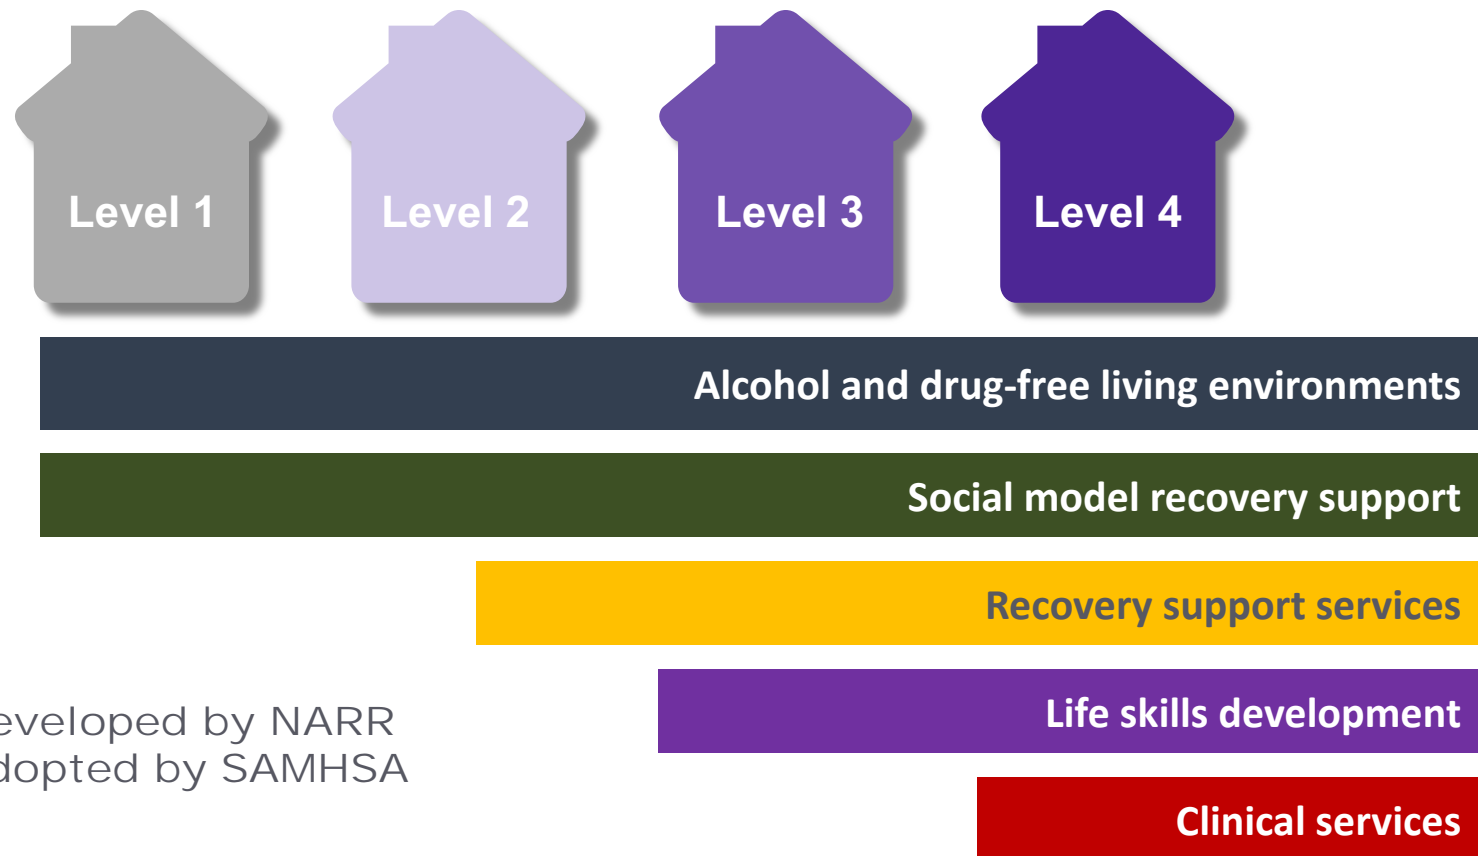 Level 1
Level 2
Level 3
Level 4
Alcohol and drug-free living environments
Social model recovery support
Recovery support services
Life skills development
eveloped by NARR
dopted by SAMHSA
Clinical services